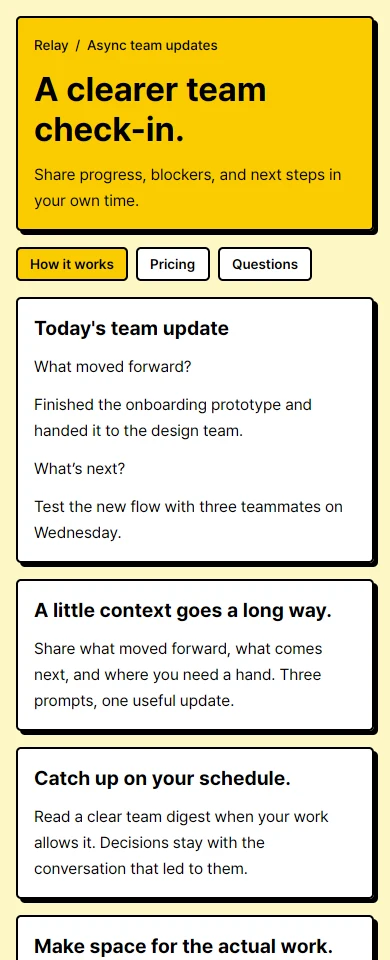 Relay / Async team updates
A clearer team
check-in.
Share progress, blockers, and next steps in
your own time.
How it works
Pricing
Questions
Today's team update
What moved forward?
Finished the onboarding prototype and
handed it to the design team.
What’s next?
Test the new flow with three teammates on
Wednesday.
A little context goes a long way.
Share what moved forward, what comes
next, and where you need a hand. Three
prompts, one useful update.
Catch up on your schedule.
Read a clear team digest when your work
allows it. Decisions stay with the
conversation that led to them.
Make space for the actual work.